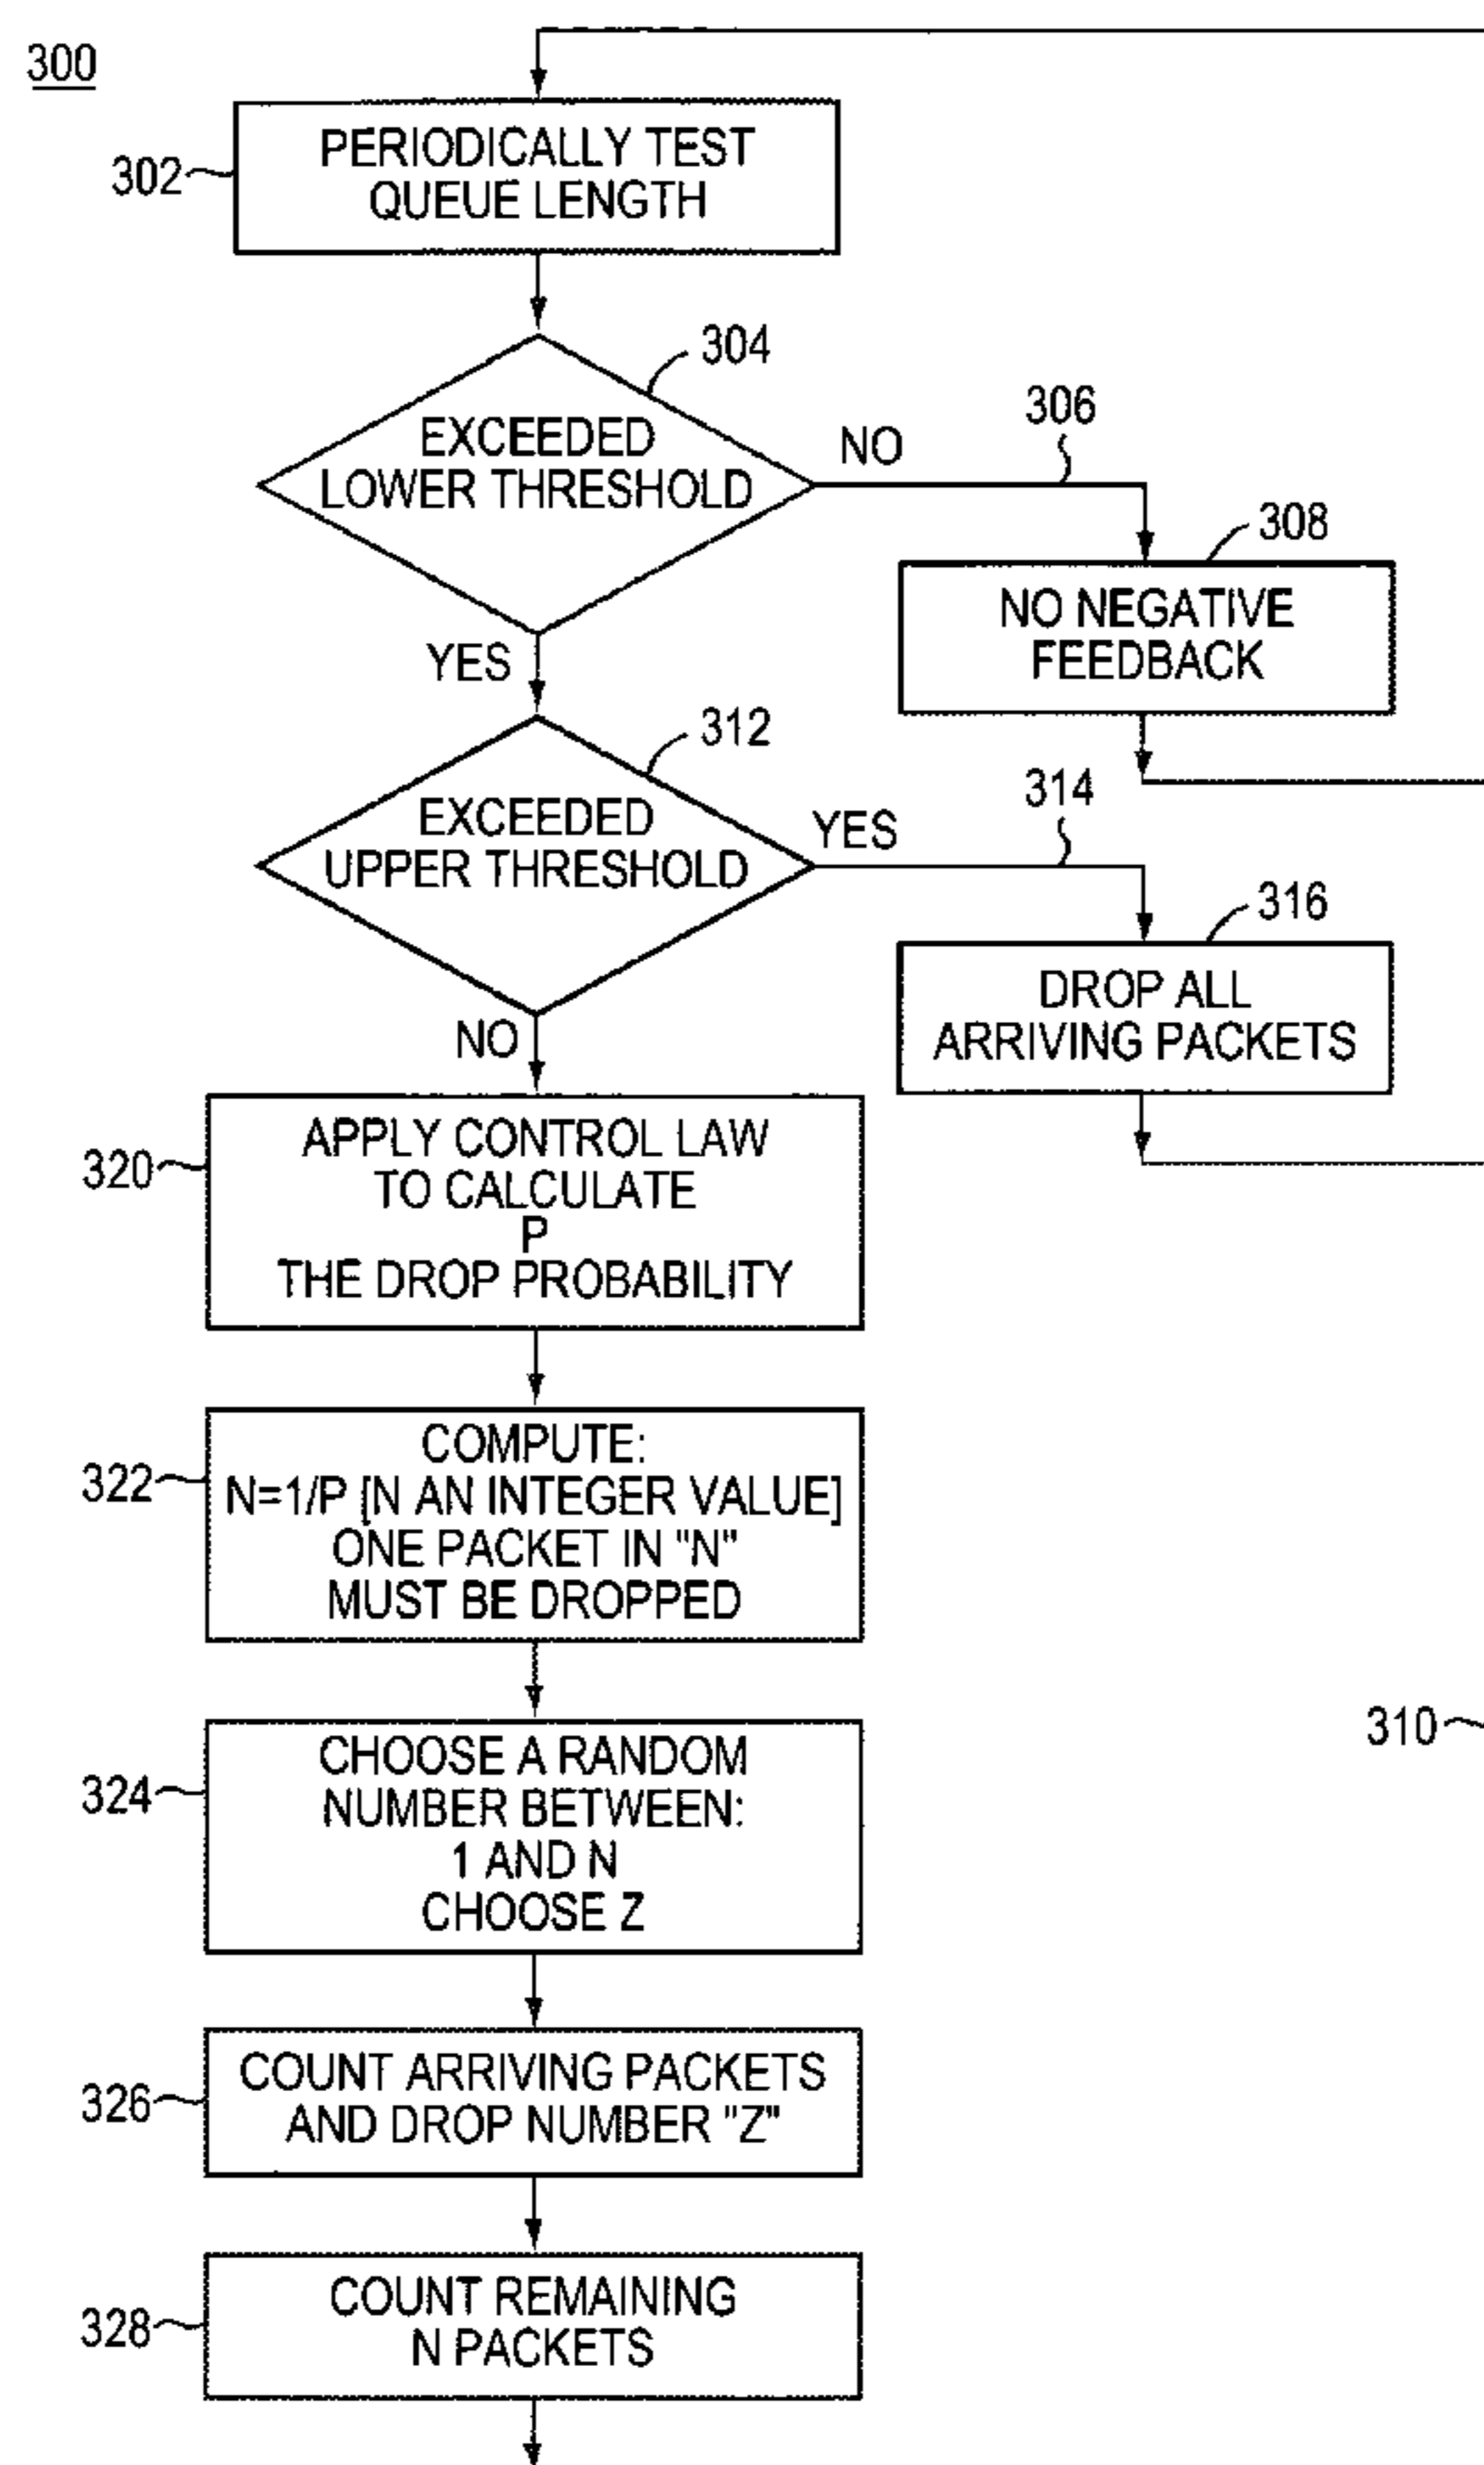 300
302
PERIODICALLY TEST
QUEUE LENGTH
304
EXCEEDED
LOWER THRESHOLD
NO
306
308
NO NEGATIVE
FEEDBACK
YES
312
EXCEEDED
UPPER THRESHOLD
YES
314
316
DROP ALL
ARRIVING PACKETS
NO
320
APPLY CONTROL LAW
TO CALCULATE
P
THE DROP PROBABILITY
322
COMPUTE:
N=1/P [N AN INTEGER VALUE]
ONE PACKET IN "N"
MUST BE DROPPED
310
324
CHOOSE A RANDOM
NUMBER BETWEEN:
1 AND N
CHOOSE Z
326
COUNT ARRIVING PACKETS
AND DROP NUMBER "Z"
328
COUNT REMAINING
N PACKETS